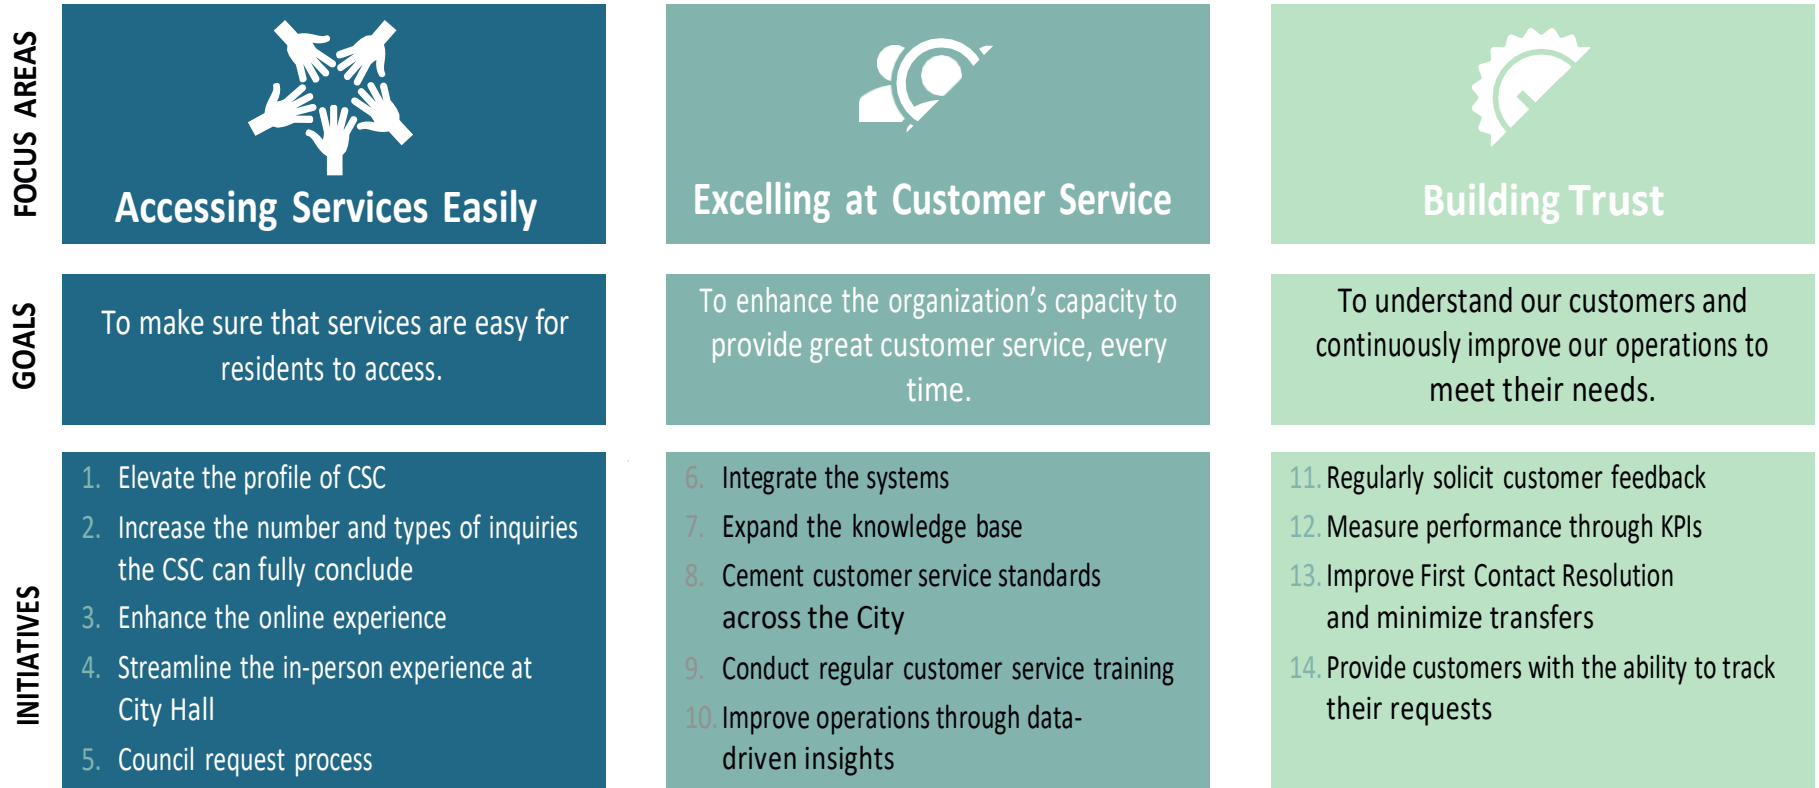 FOCUS AREAS
Accessing Services Easily
Excelling at Customer Service
Building Trust
GOALS
To make sure that services are easy for
residents to access.
To enhance the organization's capacity to
provide great customer service, every
time.
To understand our customers and
continuously improve our operations to
meet their needs.
INITIATIVES
1. Elevate the profile of CSC
2. Increase the number and types of inquiries
the CSC can fully conclude
3. Enhance the online experience
4. Streamline the in-person experience at
City Hall
5. Council request process
6. Integrate the systems
7. Expand the knowledge base
8. Cement customer service standards
across the City
9. Conduct regular customer service training
10. Improve operations through data-
driven insights
11. Regularly solicit customer feedback
12. Measure performance through KPIs
13. Improve First Contact Resolution
and minimize transfers
14. Provide customers with the ability to track
their requests